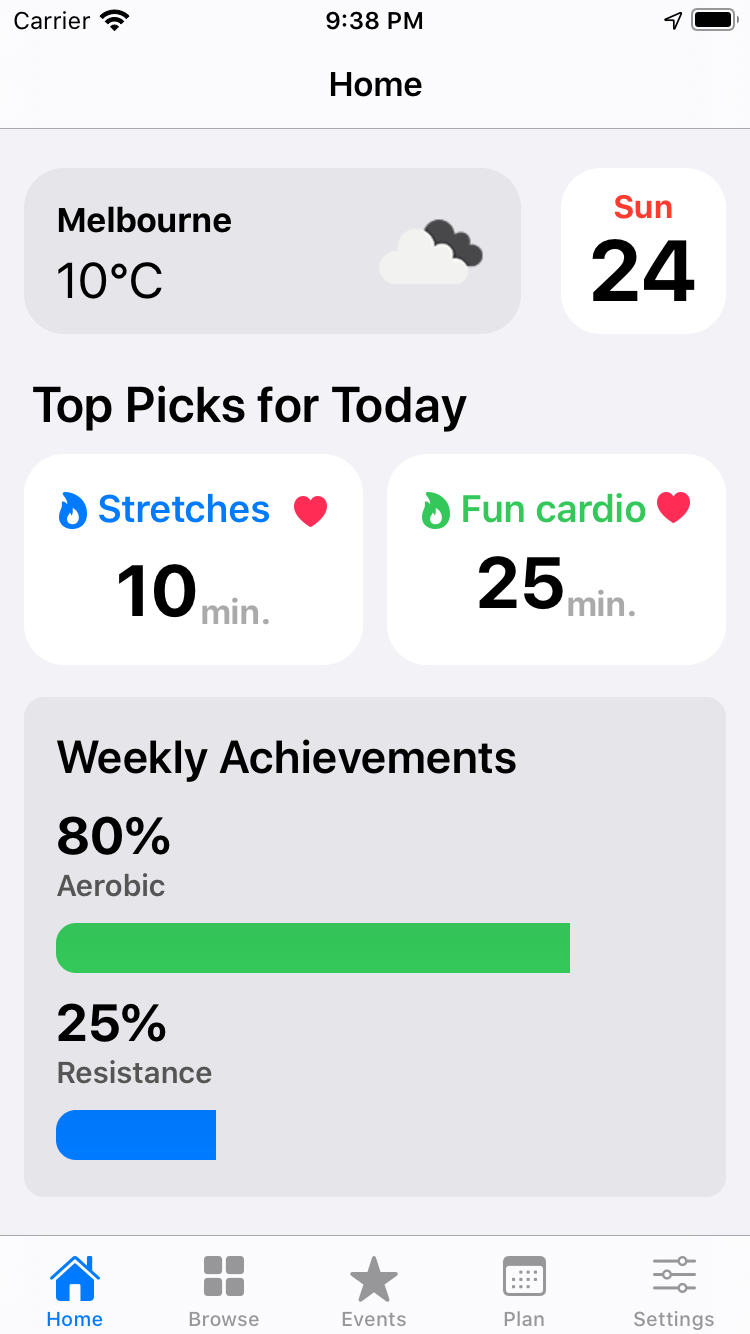 Carrier 9:38 PM
Home
Melbourne
10°C
Sun
24
Top Picks for Today
Stretches
10 min.
Fun cardio
25 min.
Weekly Achievements
80%
Aerobic
25%
Resistance
Home Browse Events Plan Settings